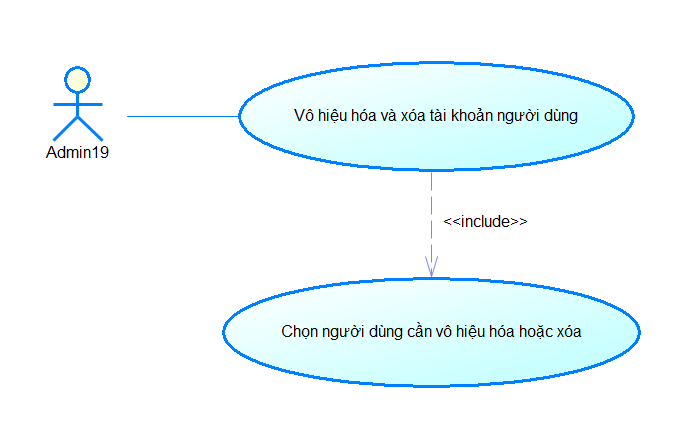 Vô hiệu hóa và xóa tài khoản người dùng
Admin19
<<include>>
Chọn người dùng cần vô hiệu hóa hoặc xóa